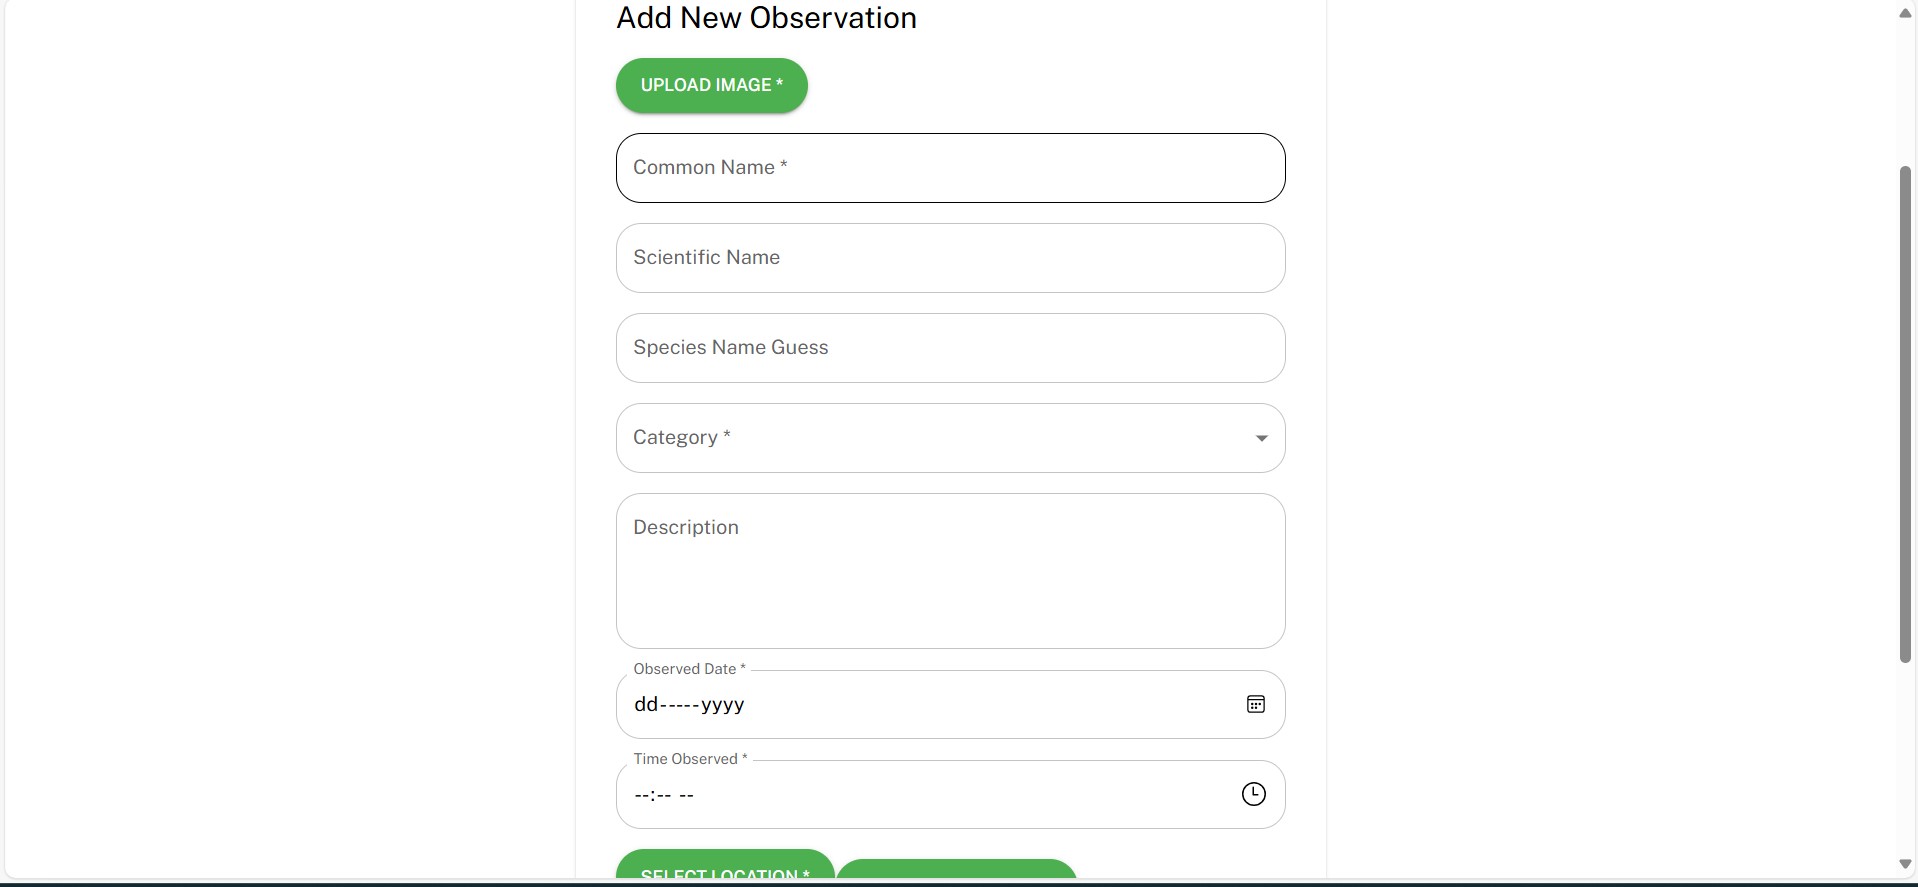 Add New Observation
UPLOAD IMAGE *
Common Name *
Scientific Name
Species Name Guess
Category *
Description
Observed Date *
dd-----yyyy
Time Observed *
--:-- --
SELECT LOCATION *